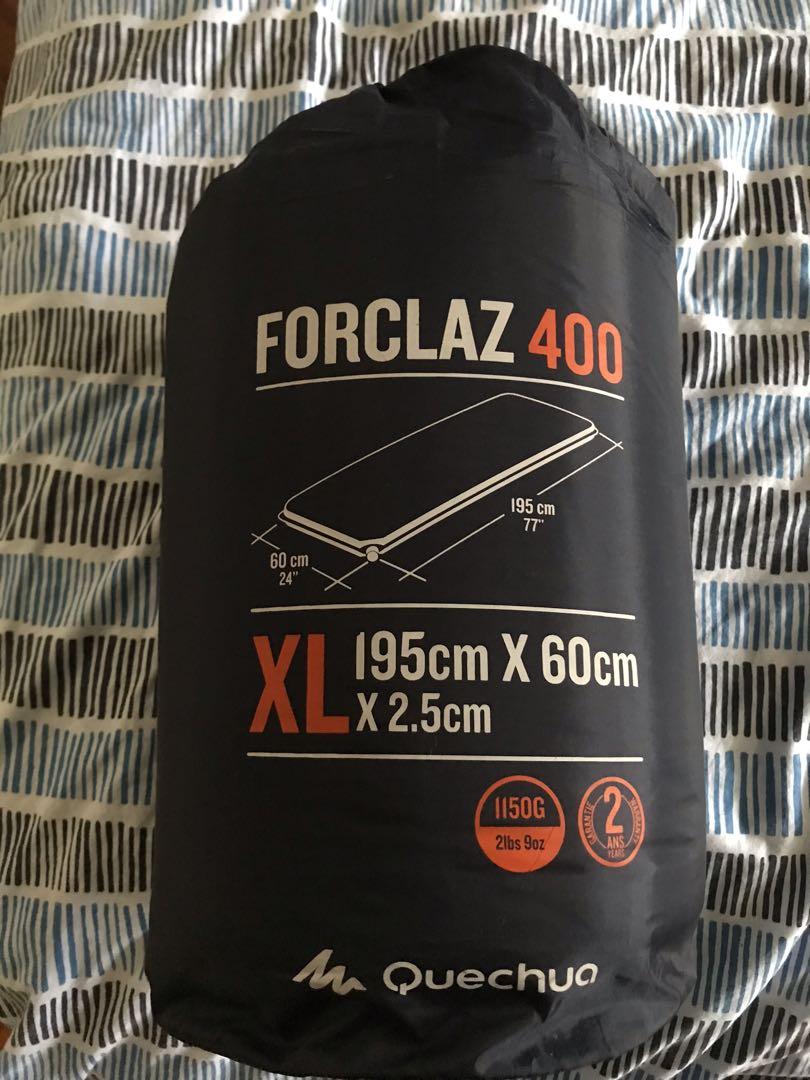 FORCLAZ 400
195 cm
77"
60 cm
24"
XL 195cm X 60cm
X 2.5cm
1150G
2lbs 9oz
GARANTIE 2 WARRANTY
ANS
YEARS
Quechua